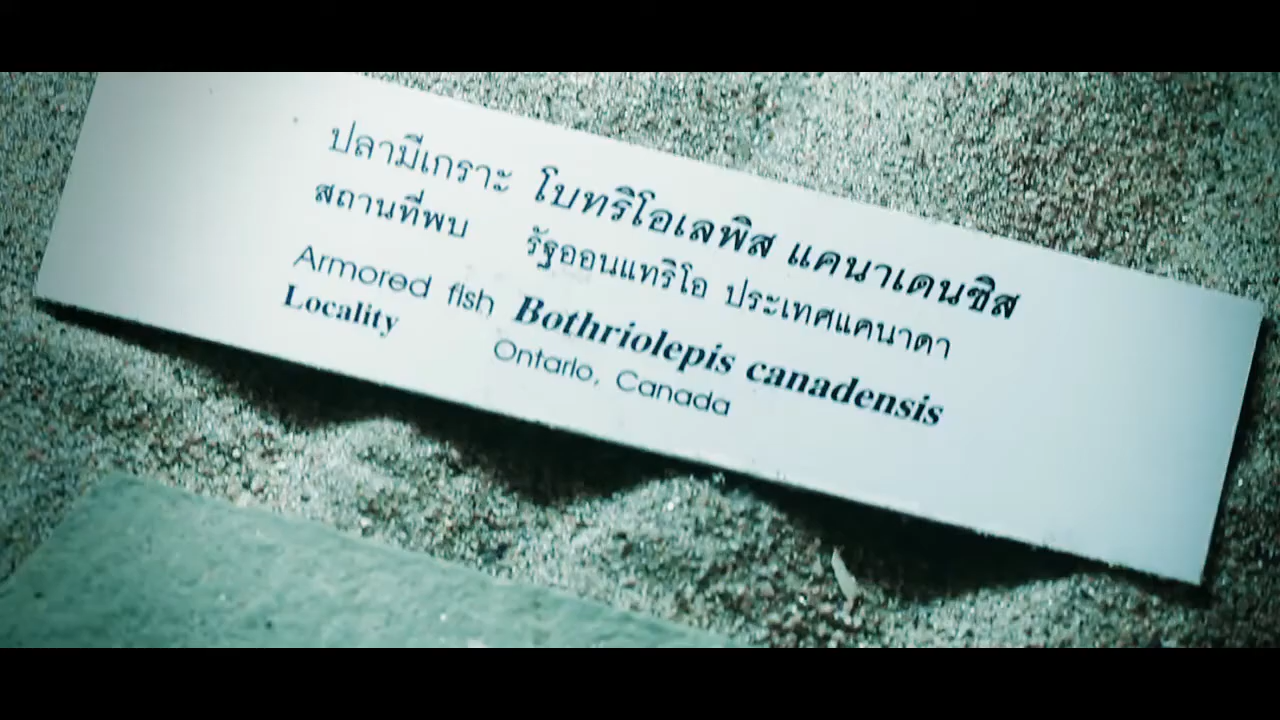 ปลามีเกราะ โบทริโอเลพิส แคนาเดนซิส
สถานที่พบ รัฐออนแทริโอ ประเทศแคนาดา
Armored fish Bothriolepis canadensis
Locality Ontario, Canada